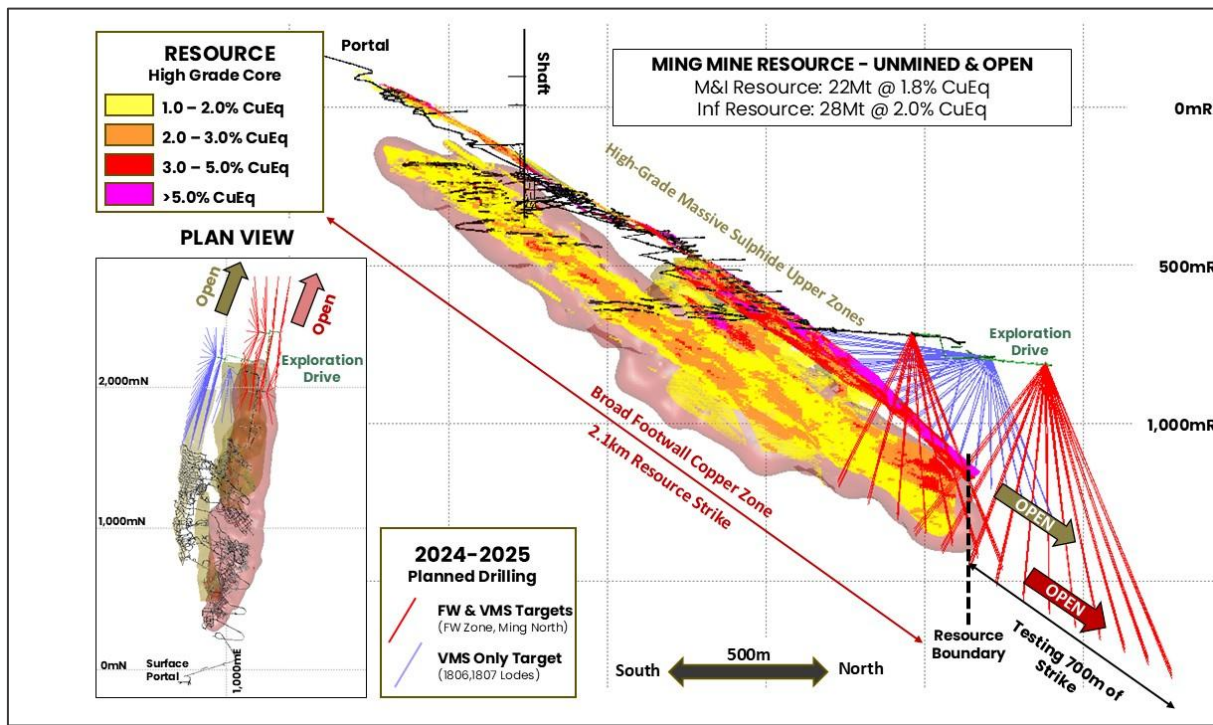 RESOURCE
High Grade Core
1.0 – 2.0% CuEq
2.0 – 3.0% CuEq
3.0 – 5.0% CuEq
>5.0% CuEq
Portal
Shaft
MING MINE RESOURCE - UNMINED & OPEN
M&I Resource: 22Mt @ 1.8% CuEq
Inf Resource: 28Mt @ 2.0% CuEq
0mR
500mR
1,000mR
High-Grade Massive Sulphide Upper Zones
Exploration
Drive
Broad Footwall Copper Zone
2.1km Resource Strike
OPEN
OPEN
Resource
Boundary
Testing 700m of
Strike
500m
South
North
PLAN VIEW
Open
Open
Exploration
Drive
2,000mN
1,000mN
0mN
1,000mE
Surface
Portal
2024-2025
Planned Drilling
FW & VMS Targets
(FW Zone, Ming North)
VMS Only Target
(1806,1807 Lodes)